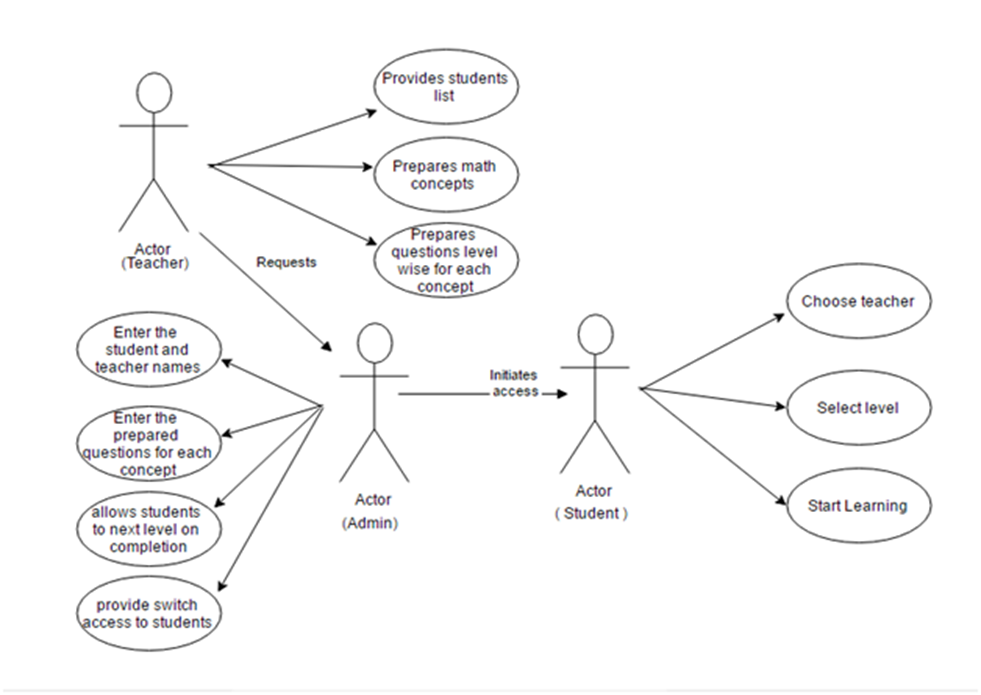 Provides students
list
Prepares math
concepts
Prepares
questions level
wise for each
concept
Actor
(Teacher)
Requests
Enter the
student and
teacher names
Enter the
prepared
questions for each
concept
allows students
to next level on
completion
provide switch
access to students
Actor
(Admin)
Initiates
access
Actor
( Student )
Choose teacher
Select level
Start Learning